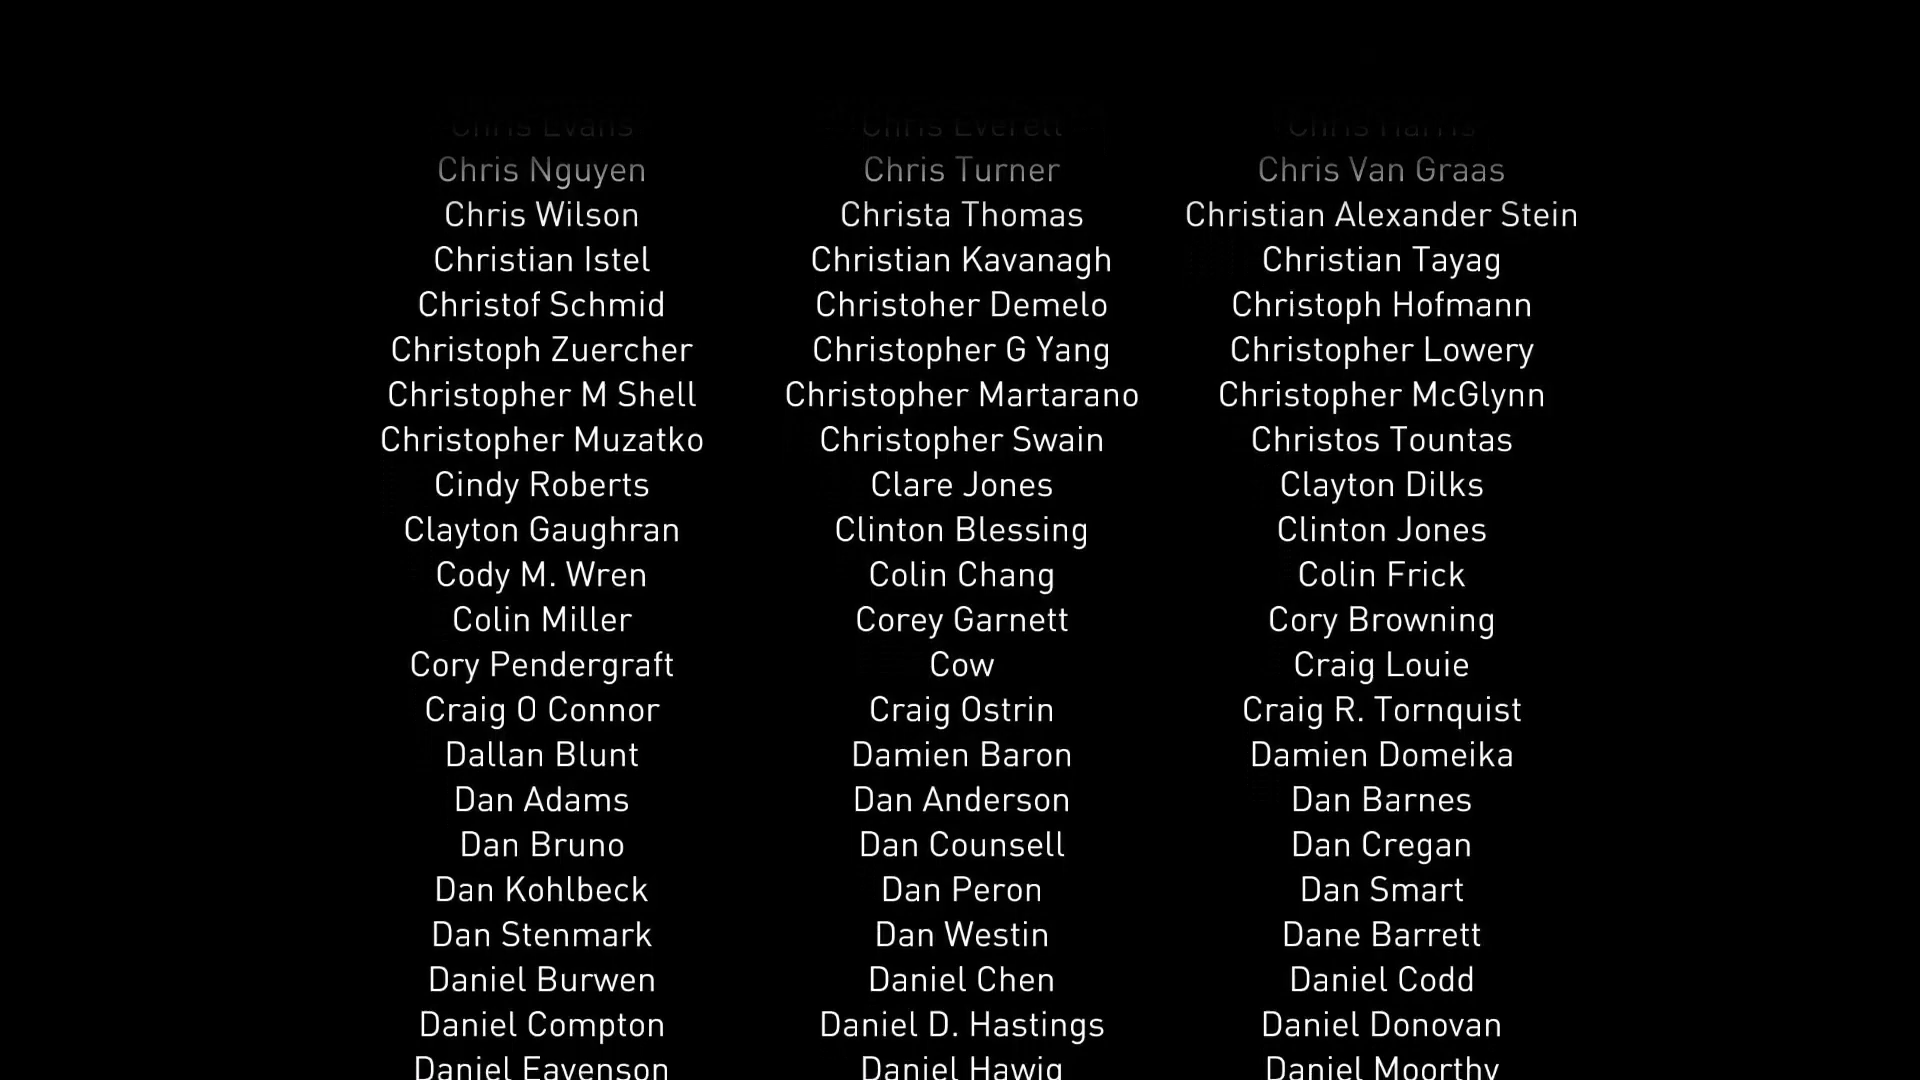 Chris Evans Chris Everett Chris Harris
Chris Nguyen Chris Turner Chris Van Graas
Chris Wilson Christa Thomas Christian Alexander Stein
Christian Istel Christian Kavanagh Christian Tayag
Christof Schmid Christoher Demelo Christoph Hofmann
Christoph Zuercher Christopher G Yang Christopher Lowery
Christopher M Shell Christopher Martarano Christopher McGlynn
Christopher Muzatko Christopher Swain Christos Tountas
Cindy Roberts Clare Jones Clayton Dilks
Clayton Gaughran Clinton Blessing Clinton Jones
Cody M. Wren Colin Chang Colin Frick
Colin Miller Corey Garnett Cory Browning
Cory Pendergraft Cow Craig Louie
Craig O Connor Craig Ostrin Craig R. Tornquist
Dallan Blunt Damien Baron Damien Domeika
Dan Adams Dan Anderson Dan Barnes
Dan Bruno Dan Counsell Dan Cregan
Dan Kohlbeck Dan Peron Dan Smart
Dan Stenmark Dan Westin Dane Barrett
Daniel Burwen Daniel Chen Daniel Codd
Daniel Compton Daniel D. Hastings Daniel Donovan
Daniel Eavenson Daniel Hawig Daniel Moorthy